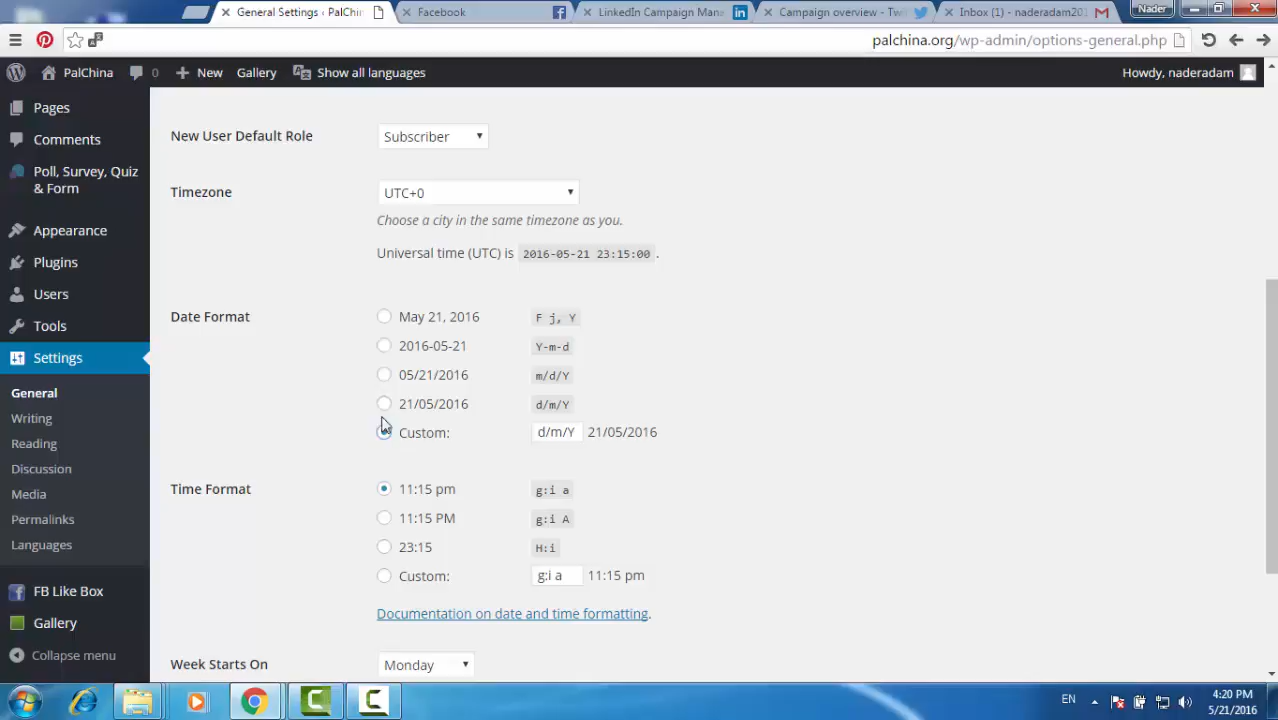 General Settings ‹ PalChin
Facebook
LinkedIn Campaign Mana
Campaign overview - Twi
Inbox (1) - naderadam201
Nader
palchina.org/wp-admin/options-general.php
PalChina
0
New
Gallery
Show all languages
Howdy, naderadam
Pages
Comments
Poll, Survey, Quiz
& Form
Appearance
Plugins
Users
Tools
Settings
General
Writing
Reading
Discussion
Media
Permalinks
Languages
FB Like Box
Gallery
Collapse menu
New User Default Role
Subscriber
Timezone
UTC+0
Choose a city in the same timezone as you.
Universal time (UTC) is 2016-05-21 23:15:00 .
Date Format
May 21, 2016 F j, Y
2016-05-21 Y-m-d
05/21/2016 m/d/Y
21/05/2016 d/m/Y
Custom: d/m/Y 21/05/2016
Time Format
11:15 pm g:i a
11:15 PM g:i A
23:15 H:i
Custom: g:i a 11:15 pm
Documentation on date and time formatting.
Week Starts On
Monday
EN
4:20 PM
5/21/2016